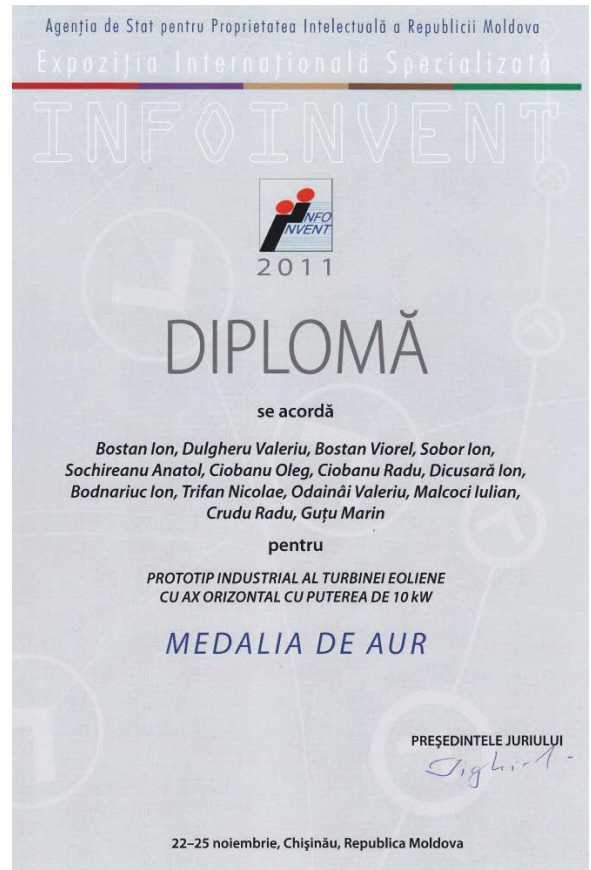 Agenția de Stat pentru Proprietatea Intelectuală a Republicii Moldova
Expoziția Internațională Specializată
INFOINVENT
INFO
INVENT
2011
DIPLOMĂ
se acordă
Bostan Ion, Dulgheru Valeriu, Bostan Viorel, Sobor Ion,
Sochireanu Anatol, Ciobanu Oleg, Ciobanu Radu, Dicusară Ion,
Bodnariuc Ion, Trifan Nicolae, Odainâi Valeriu, Malcoci Iulian,
Crudu Radu, Guțu Marin
pentru
PROTOTIP INDUSTRIAL AL TURBINEI EOLIENE
CU AX ORIZONTAL CU PUTEREA DE 10 kW
MEDALIA DE AUR
PREŞEDINTELE JURIULUI
22–25 noiembrie, Chişinău, Republica Moldova